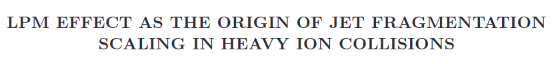 LPM EFFECT AS THE ORIGIN OF JET FRAGMENTATION
SCALING IN HEAVY ION COLLISIONS